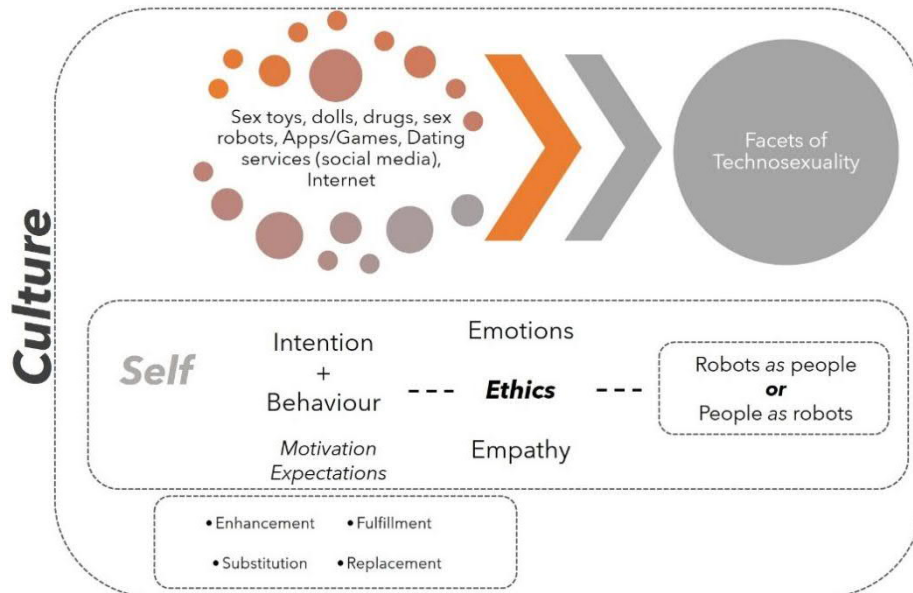 Culture
Sex toys, dolls, drugs, sex
robots, Apps/Games, Dating
services (social media),
Internet
Facets of
Technosexuality
Self
Intention
+
Behaviour
Motivation
Expectations
Emotions
Ethics
Empathy
Robots as people
or
People as robots
• Enhancement
• Fulfillment
• Substitution
• Replacement